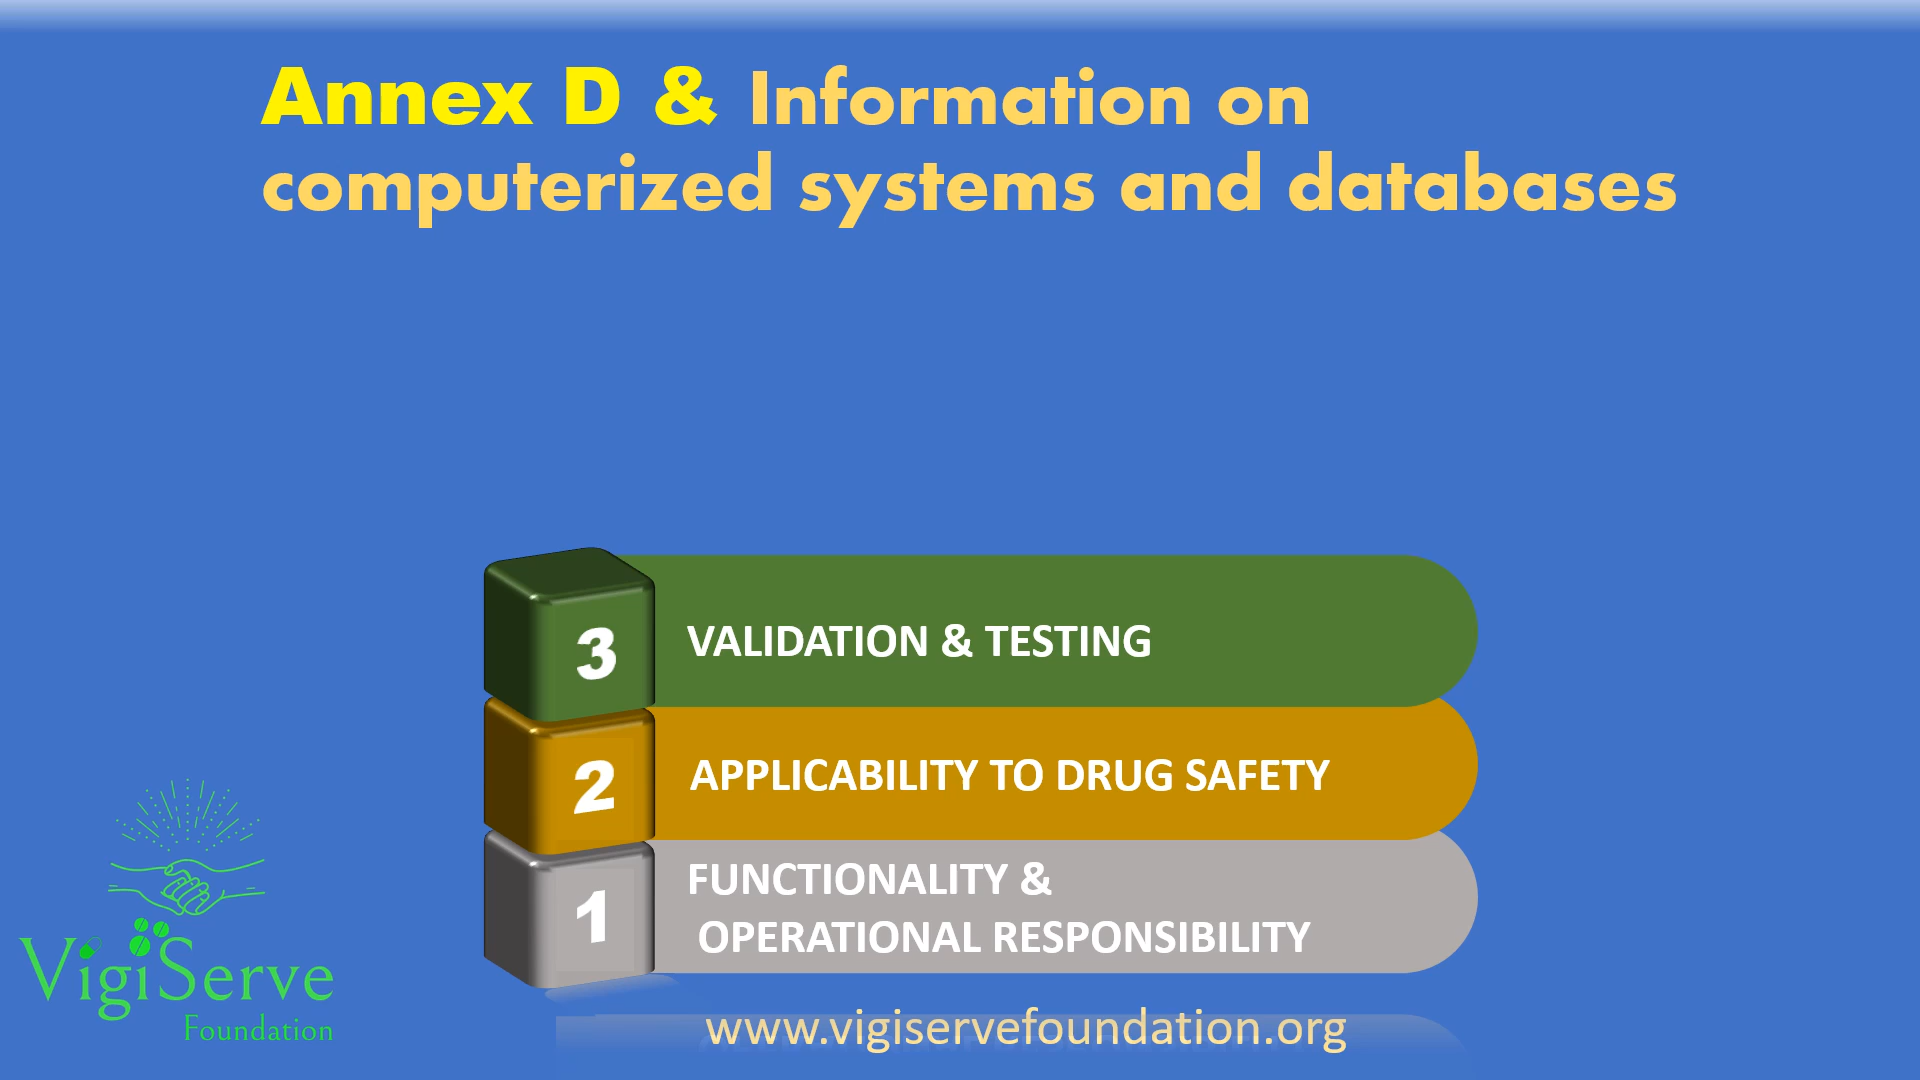 Annex D & Information on
computerized systems and databases
3
VALIDATION & TESTING
2
APPLICABILITY TO DRUG SAFETY
1
FUNCTIONALITY &
OPERATIONAL RESPONSIBILITY
VigiServe
Foundation
www.vigiservefoundation.org